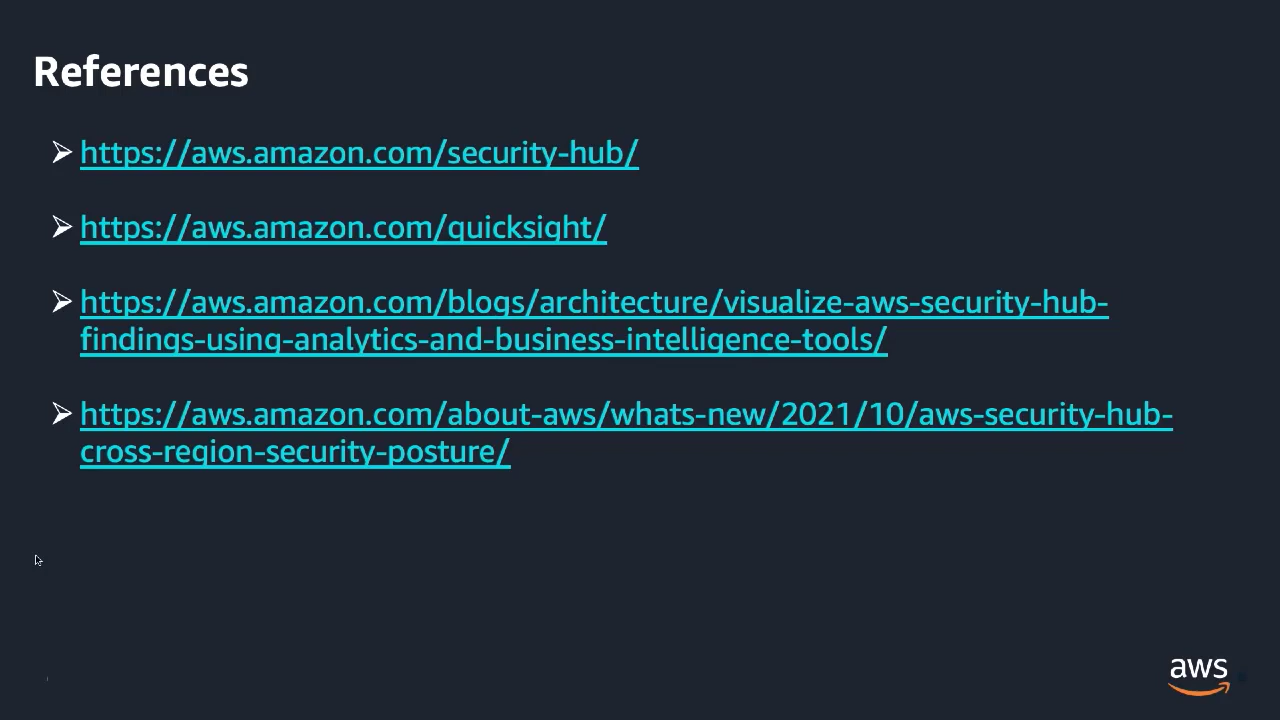 References
https://aws.amazon.com/security-hub/
https://aws.amazon.com/quicksight/
https://aws.amazon.com/blogs/architecture/visualize-aws-security-hub-
findings-using-analytics-and-business-intelligence-tools/
https://aws.amazon.com/about-aws/whats-new/2021/10/aws-security-hub-
cross-region-security-posture/
aws